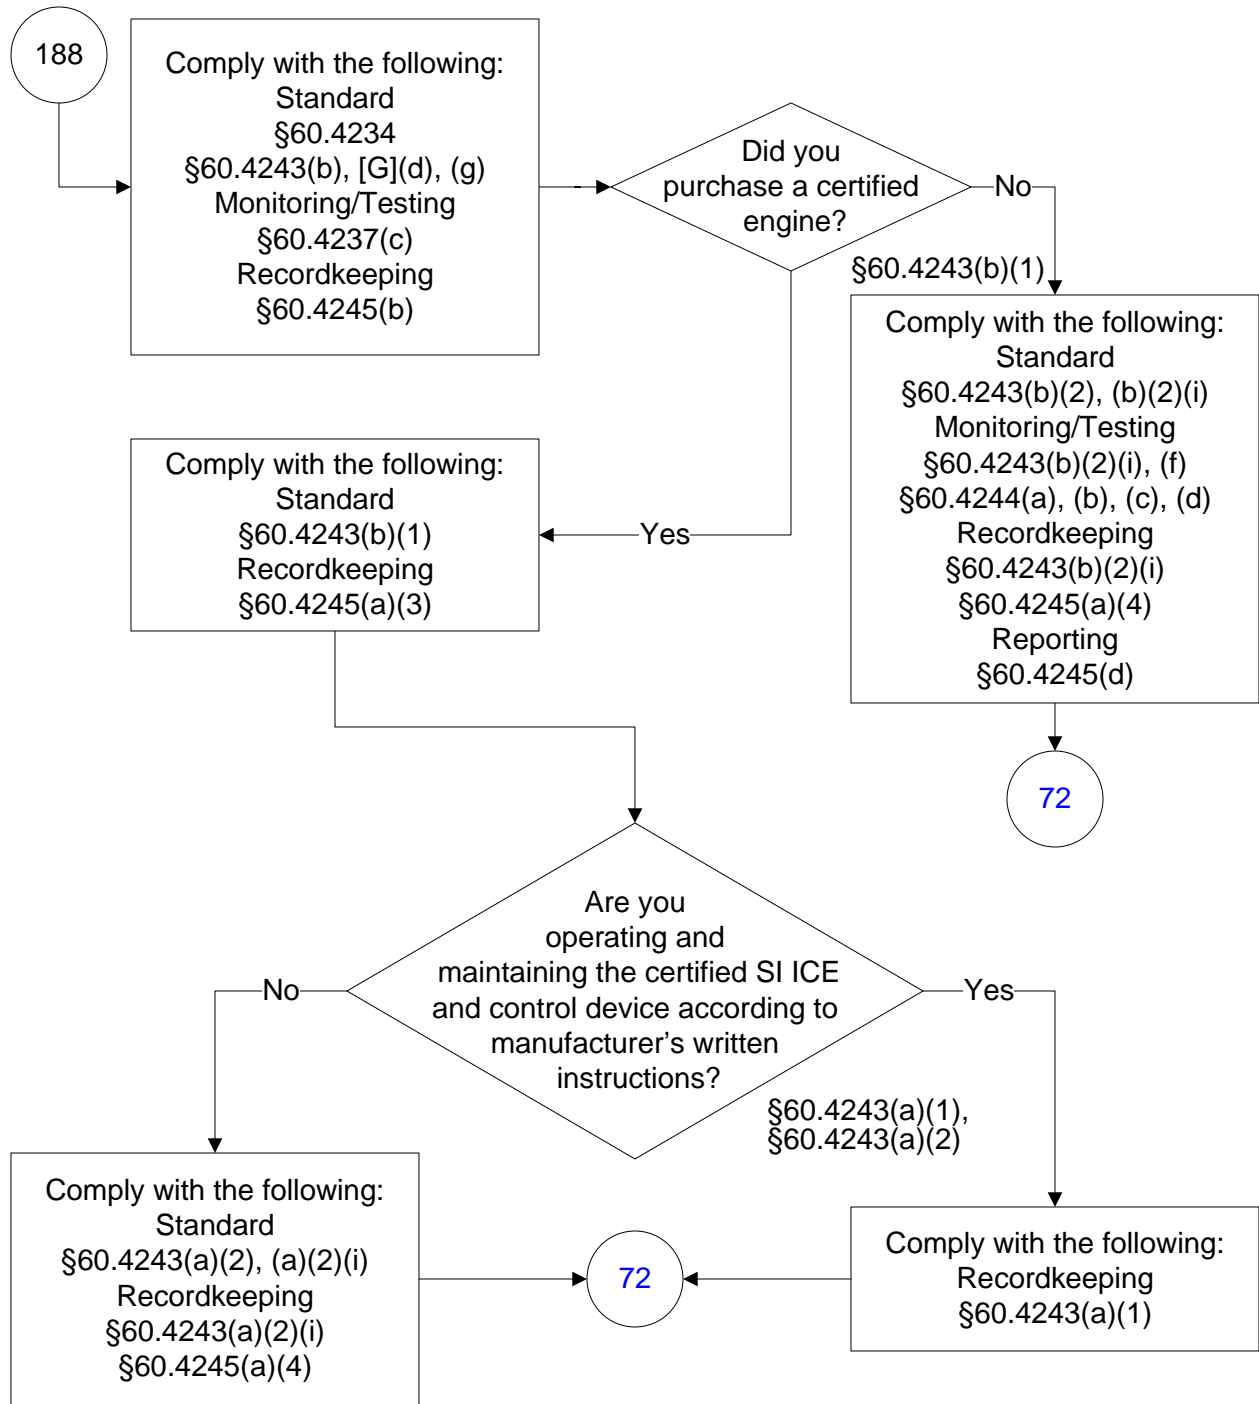 188
Comply with the following:
Standard
§60.4234
§60.4243(b), [G](d), (g)
Monitoring/Testing
§60.4237(c)
Recordkeeping
§60.4245(b)
Did you
purchase a certified
engine?
No
§60.4243(b)(1)
Comply with the following:
Standard
§60.4243(b)(2), (b)(2)(i)
Monitoring/Testing
§60.4243(b)(2)(i), (f)
§60.4244(a), (b), (c), (d)
Recordkeeping
§60.4243(b)(2)(i)
§60.4245(a)(4)
Reporting
§60.4245(d)
72
Yes
Comply with the following:
Standard
§60.4243(b)(1)
Recordkeeping
§60.4245(a)(3)
Are you
operating and
maintaining the certified SI ICE
and control device according to
manufacturer's written
instructions?
No
Yes
§60.4243(a)(1),
§60.4243(a)(2)
Comply with the following:
Standard
§60.4243(a)(2), (a)(2)(i)
Recordkeeping
§60.4243(a)(2)(i)
§60.4245(a)(4)
72
Comply with the following:
Recordkeeping
§60.4243(a)(1)